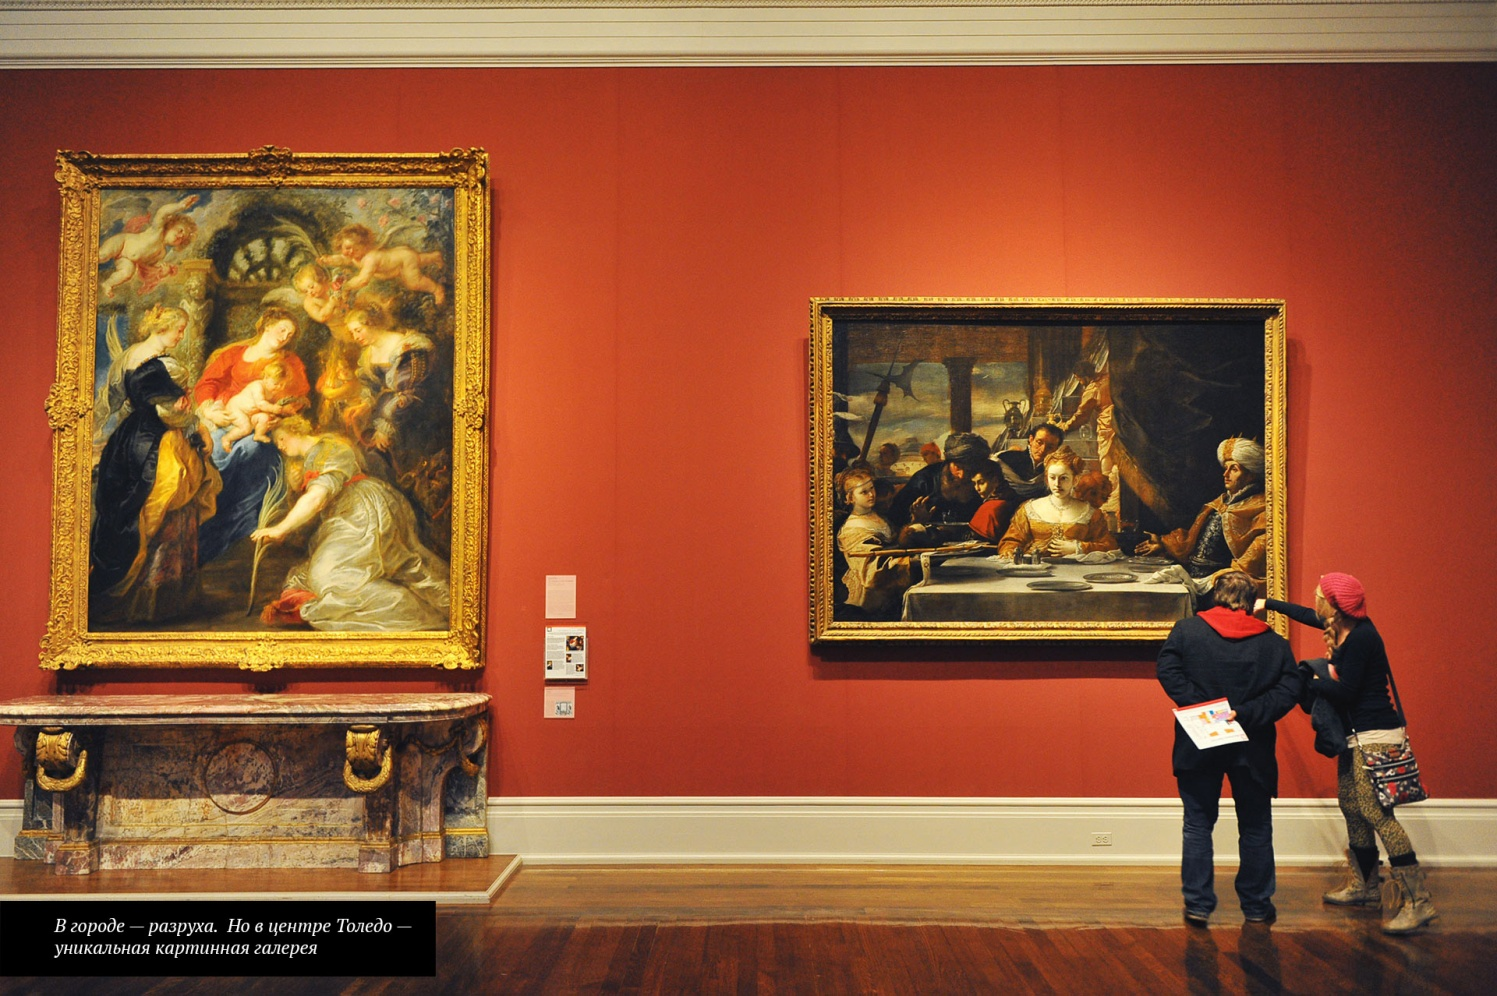 В городе — разруха.  Но в центре Толедо —
уникальная картинная галерея